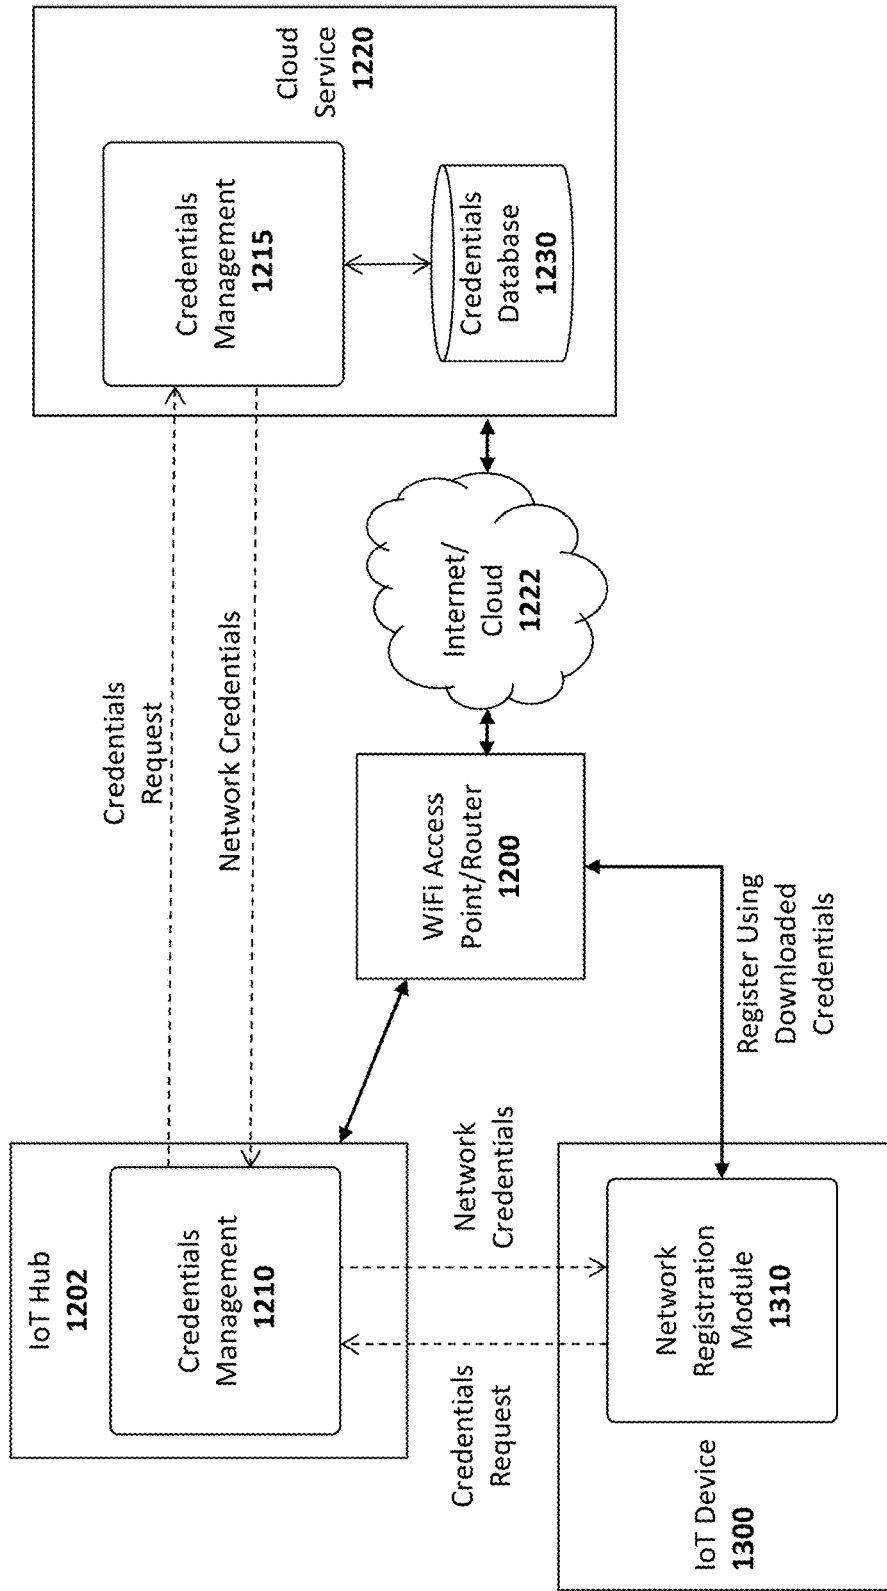 IoT Hub
1202
Credentials
Management
1210
Credentials
Request
Network Credentials
Cloud
Service
1220
Credentials
Management
1215
Credentials
Database
1230
Internet/
Cloud
1222
WiFi Access
Point/Router
1200
Credentials
Request
Network
Credentials
Register Using
Downloaded
Credentials
IoT Device
1300
Network
Registration
Module
1310